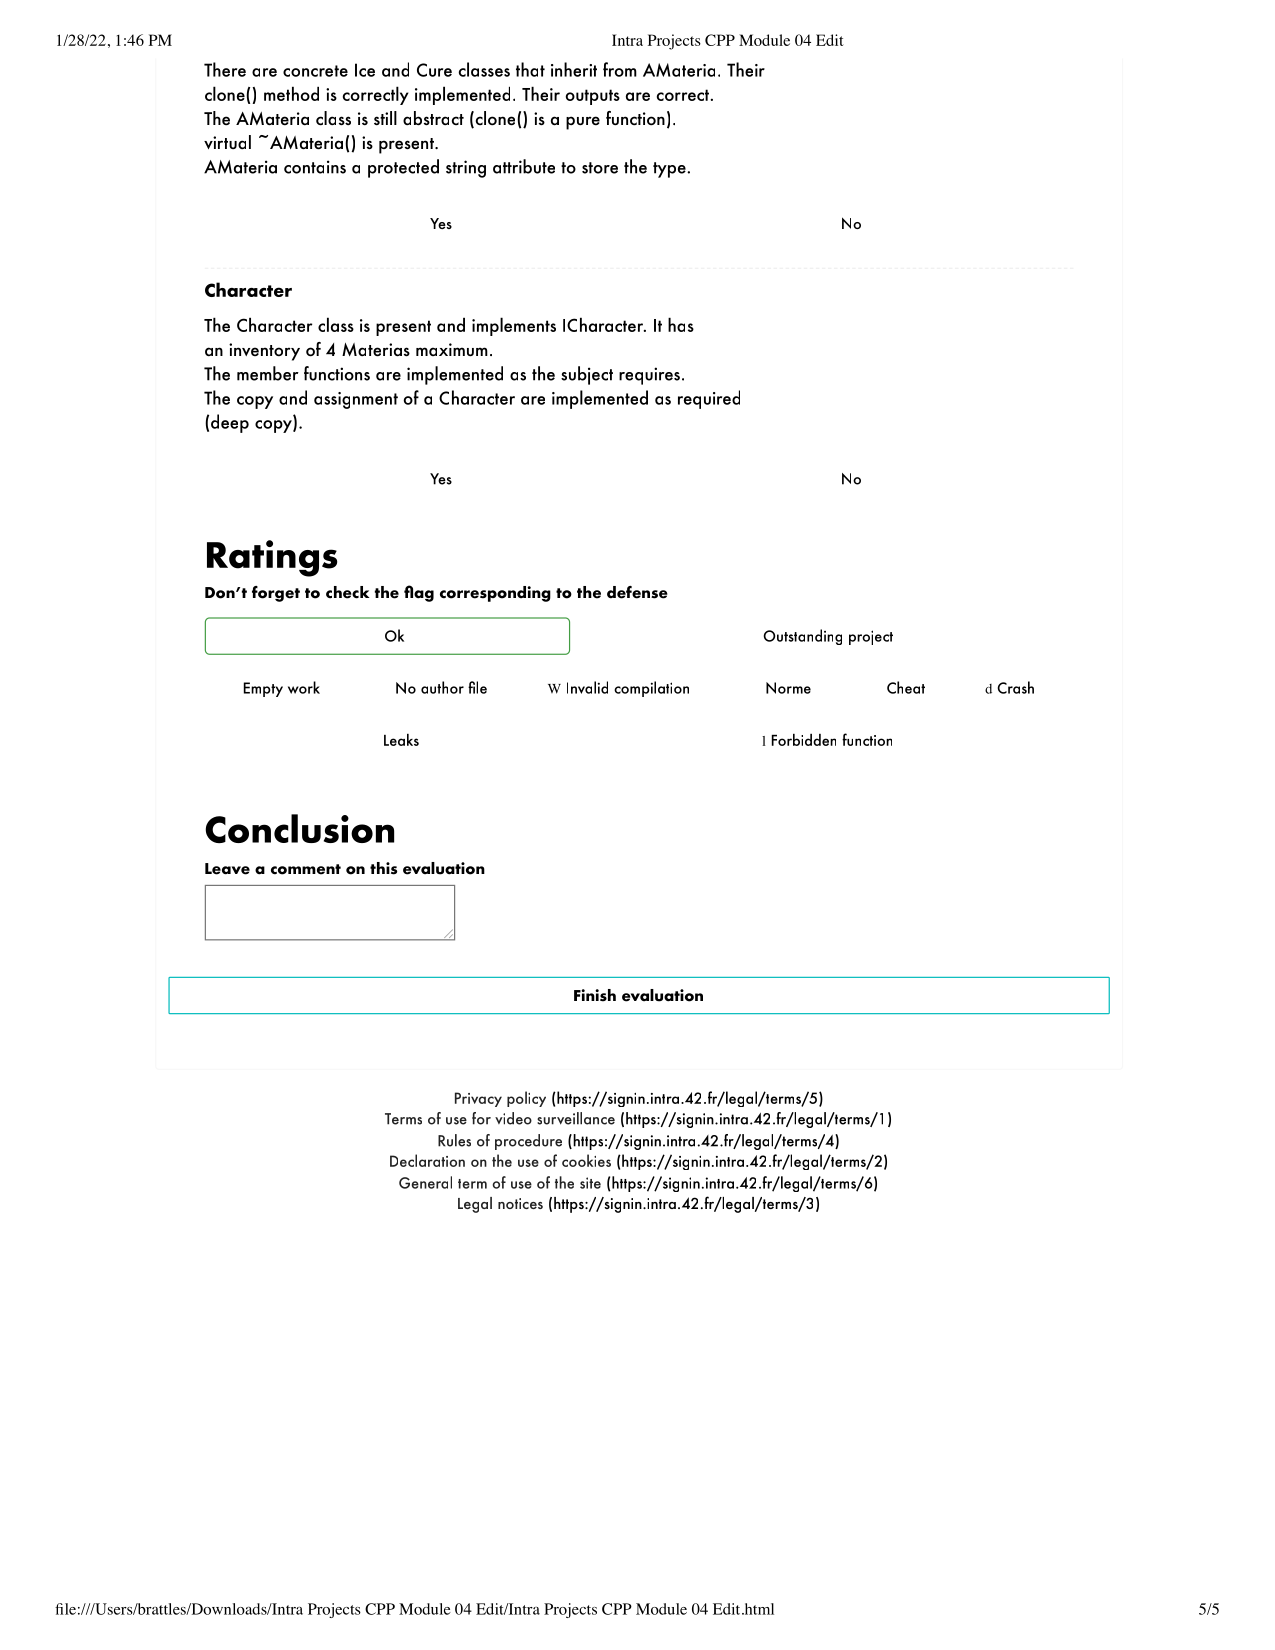 1/28/22, 1:46 PM Intra Projects CPP Module 04 Edit
There are concrete Ice and Cure classes that inherit from AMateria. Their
clone() method is correctly implemented. Their outputs are correct.
The AMateria class is still abstract (clone() is a pure function).
virtual ~AMateria() is present.
AMateria contains a protected string attribute to store the type.
Yes No
Character
The Character class is present and implements ICharacter. It has
an inventory of 4 Materias maximum.
The member functions are implemented as the subject requires.
The copy and assignment of a Character are implemented as required
(deep copy).
Yes No
Ratings
Don't forget to check the flag corresponding to the defense
Ok Outstanding project
Empty work No author file W Invalid compilation Norme Cheat d Crash
Leaks l Forbidden function
Conclusion
Leave a comment on this evaluation
Finish evaluation
Privacy policy (https://signin.intra.42.fr/legal/terms/5)
Terms of use for video surveillance (https://signin.intra.42.fr/legal/terms/1)
Rules of procedure (https://signin.intra.42.fr/legal/terms/4)
Declaration on the use of cookies (https://signin.intra.42.fr/legal/terms/2)
General term of use of the site (https://signin.intra.42.fr/legal/terms/6)
Legal notices (https://signin.intra.42.fr/legal/terms/3)
file:///Users/brattles/Downloads/Intra Projects CPP Module 04 Edit/Intra Projects CPP Module 04 Edit.html 5/5